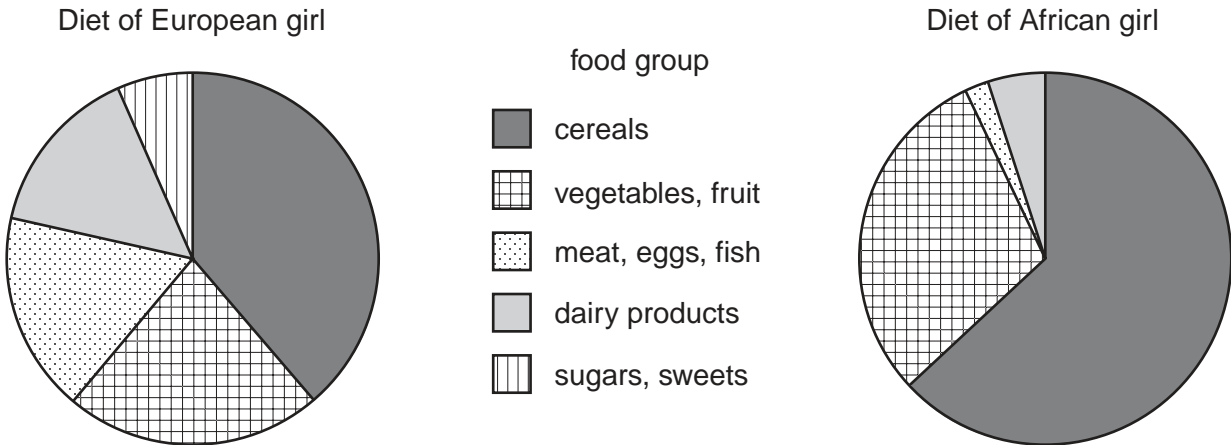 Diet of European girl
food group
cereals
vegetables, fruit
meat, eggs, fish
dairy products
sugars, sweets
Diet of African girl